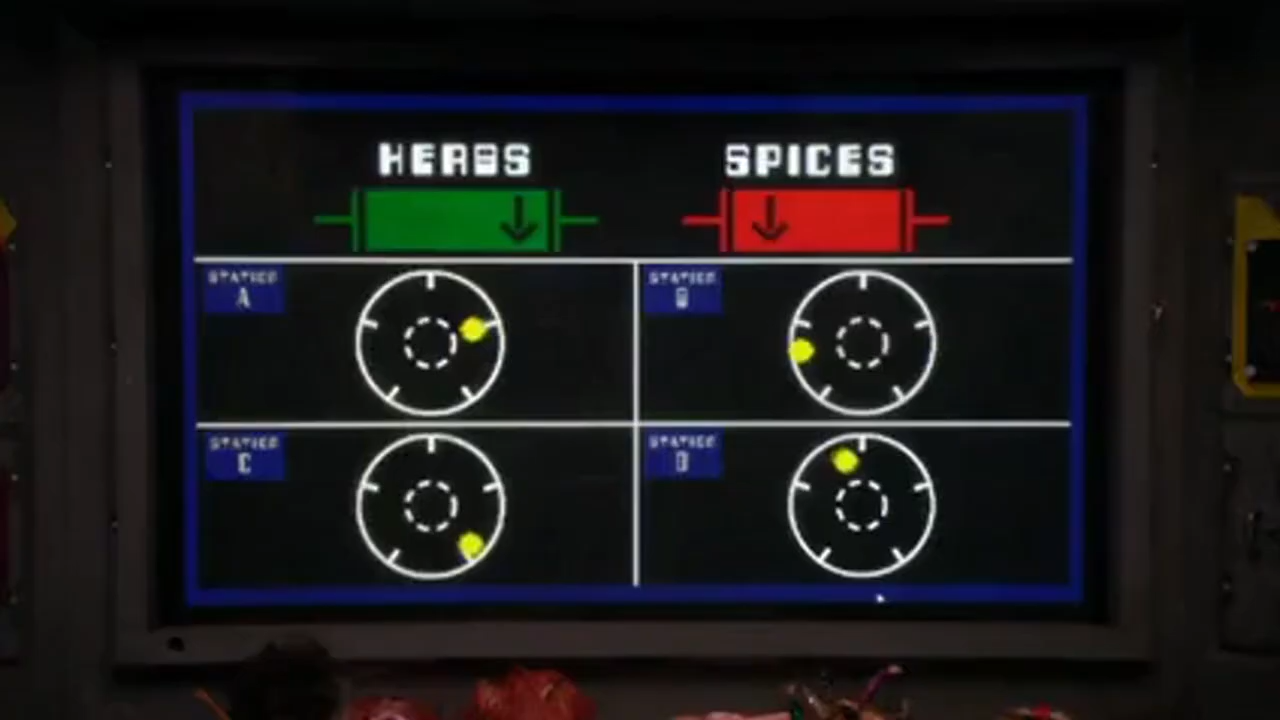 HERBS
SPICES
STATION
A
STATION
B
STATION
C
STATION
D